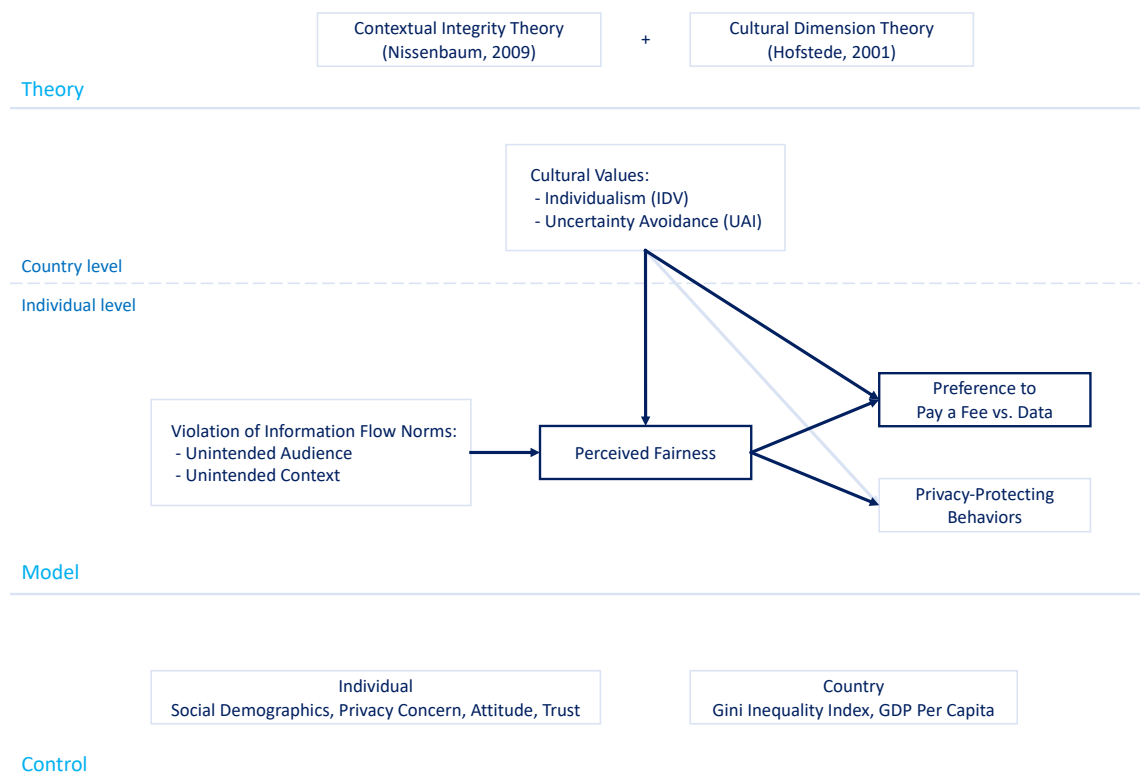 Contextual Integrity Theory
(Nissenbaum, 2009)
+
Cultural Dimension Theory
(Hofstede, 2001)
Theory
Cultural Values:
- Individualism (IDV)
- Uncertainty Avoidance (UAI)
Country level
Individual level
Preference to
Pay a Fee vs. Data
Violation of Information Flow Norms:
- Unintended Audience
- Unintended Context
Perceived Fairness
Privacy-Protecting
Behaviors
Model
Individual
Social Demographics, Privacy Concern, Attitude, Trust
Country
Gini Inequality Index, GDP Per Capita
Control